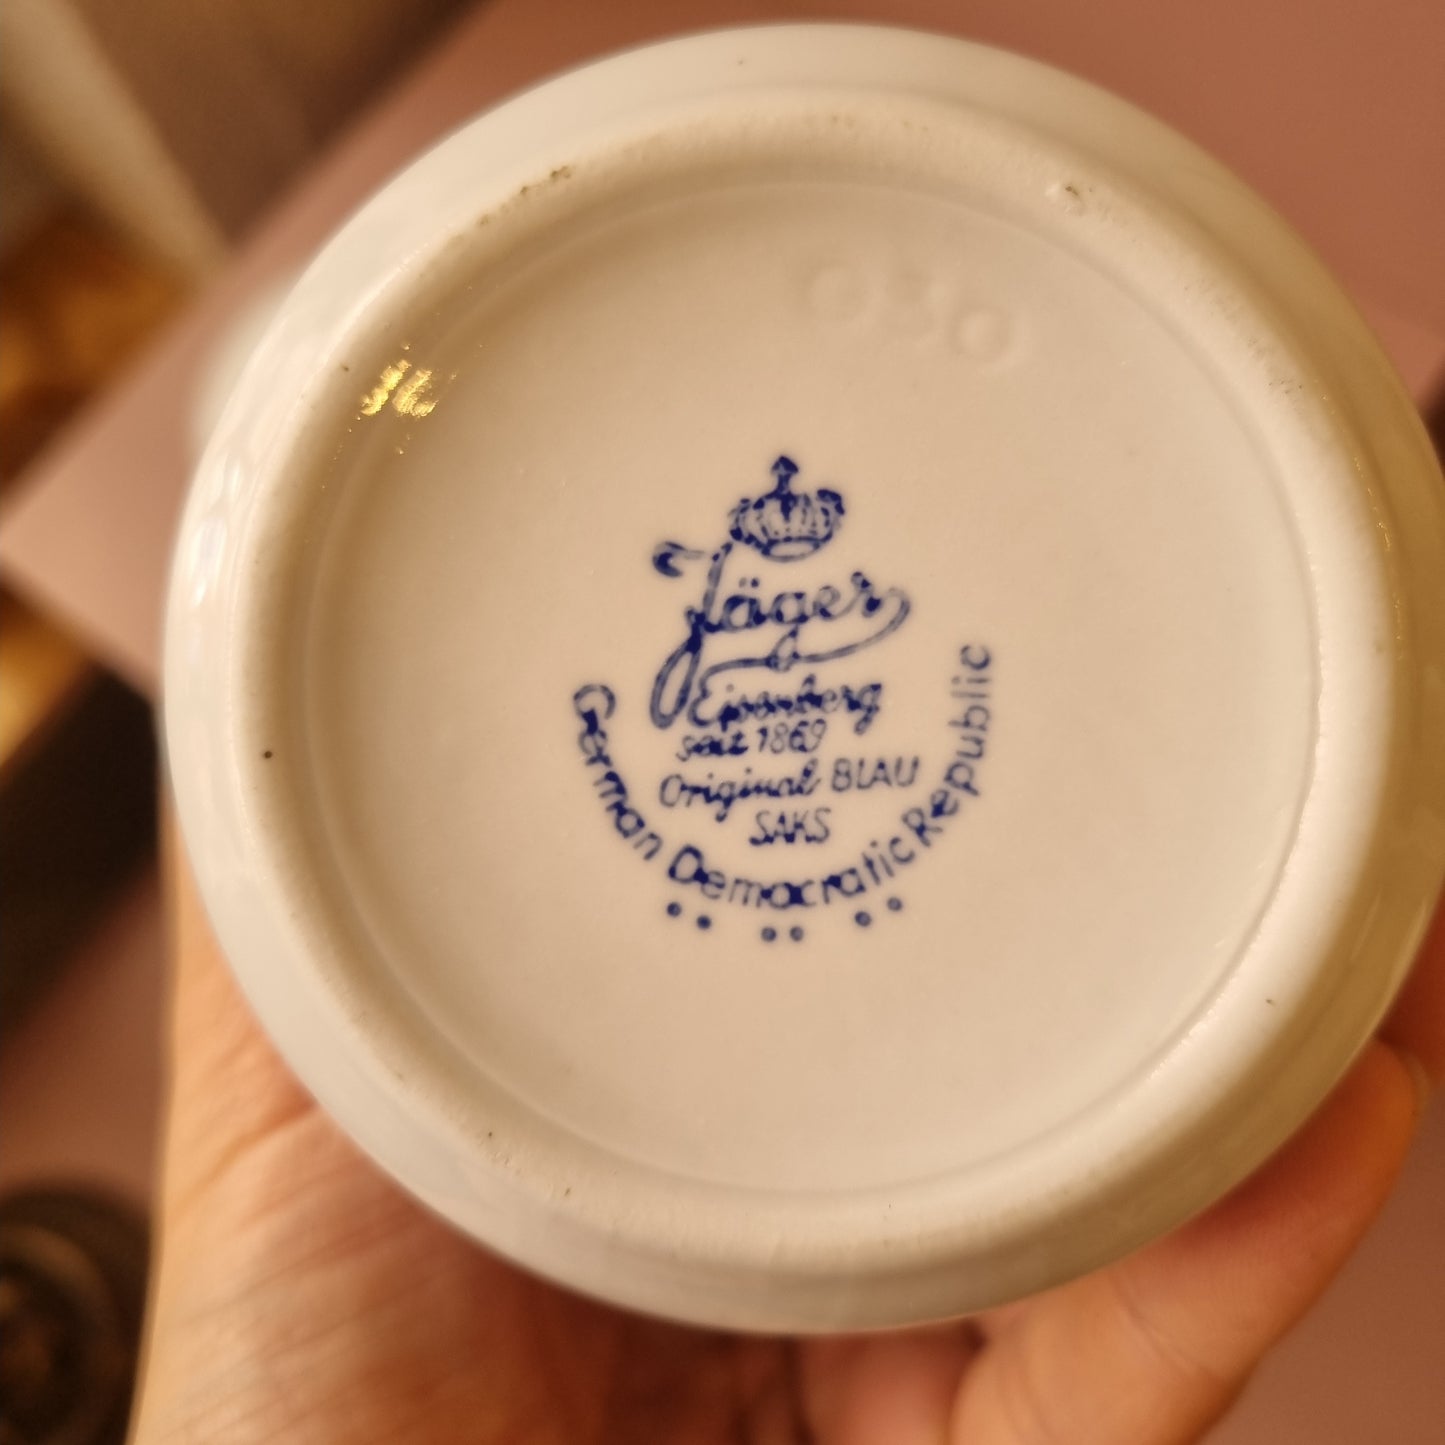 Jäger
Eisenberg
seit 1869
Original BLAU
SAKS
German Democratic Republic